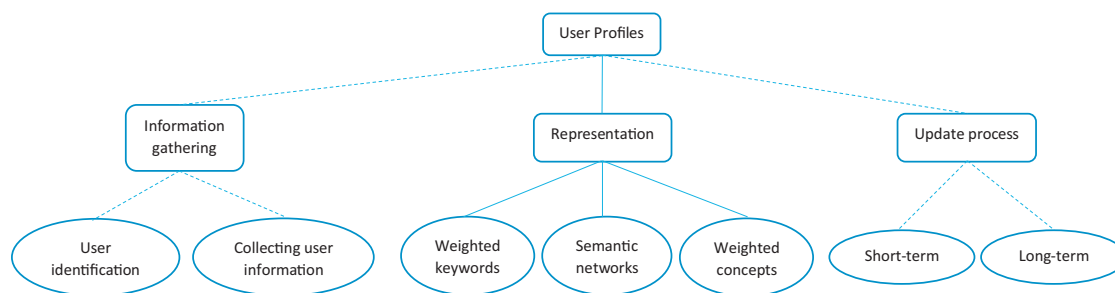 User Profiles
Information
gathering
Representation
Update process
User
identification
Collecting user
information
Weighted
keywords
Semantic
networks
Weighted
concepts
Short-term
Long-term